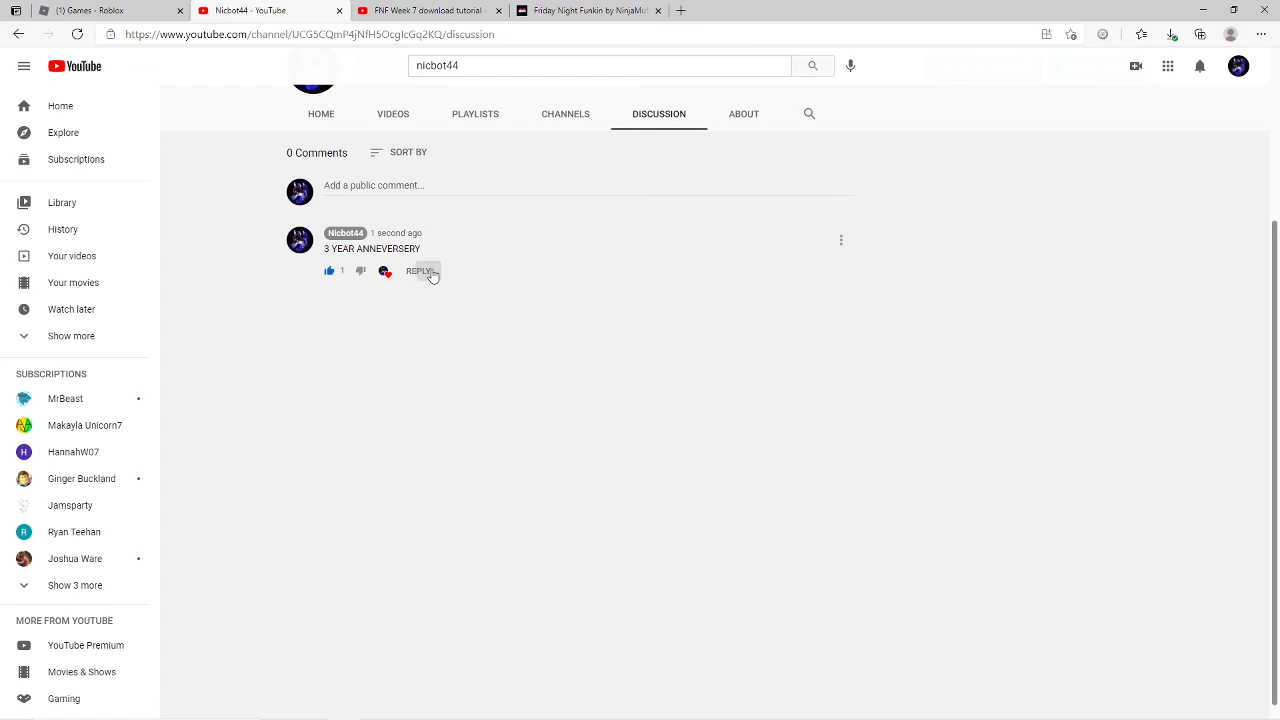 (1) Games - Roblox
Nicbot44 - YouTube
FNF Week 7 download tutorial -
Friday Night Funkin by NinjaMuf
https://www.youtube.com/channel/UCG5CQmP4jNfH5OcgIcGq2KQ/discussion
YouTube
nicbot44
HOME VIDEOS PLAYLISTS CHANNELS DISCUSSION ABOUT
0 Comments SORT BY
Add a public comment...
Nicbot44 1 second ago
3 YEAR ANNEVERSERY
1 REPLY
Home
Explore
Subscriptions
Library
History
Your videos
Your movies
Watch later
Show more
SUBSCRIPTIONS
MrBeast
Makayla Unicorn7
H HannahW07
Ginger Buckland
Jamsparty
R Ryan Teehan
Joshua Ware
Show 3 more
MORE FROM YOUTUBE
YouTube Premium
Movies & Shows
Gaming